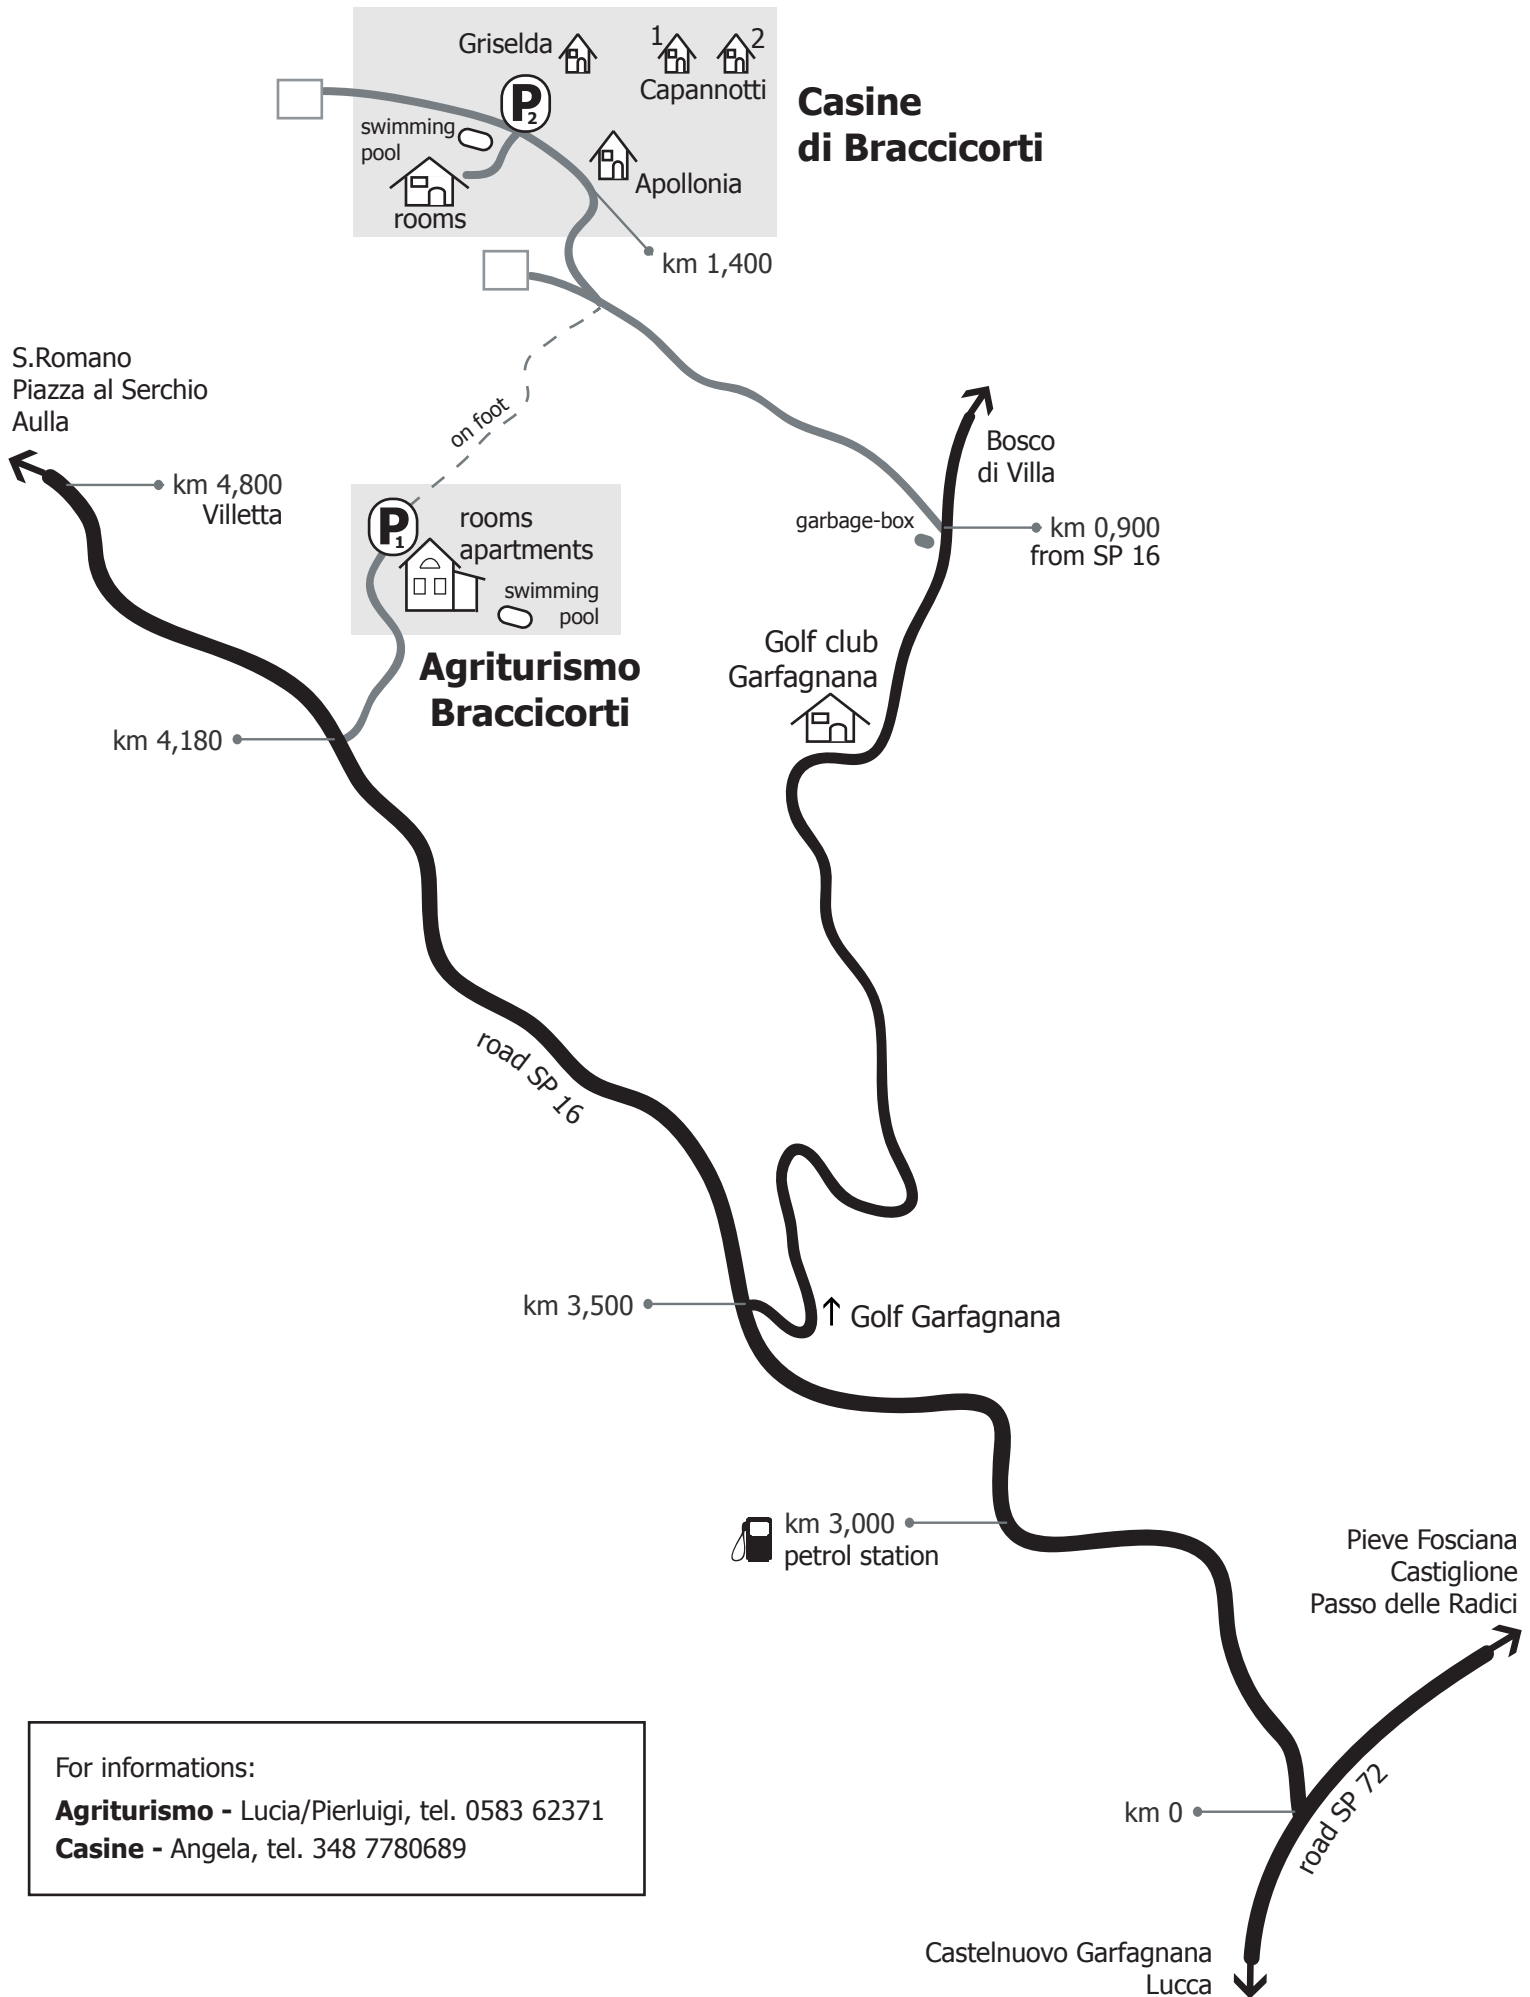 Griselda
1
2
Capannotti
Casine
di Braccicorti
P2
swimming
pool
Apollonia
rooms
km 1,400
S.Romano
Piazza al Serchio
Aulla
on foot
Bosco
di Villa
km 4,800
Villetta
P1
rooms
apartments
garbage-box
km 0,900
from SP 16
swimming
pool
Golf club
Garfagnana
Agriturismo
Braccicorti
km 4,180
road SP 16
km 3,500
Golf Garfagnana
km 3,000
petrol station
Pieve Fosciana
Castiglione
Passo delle Radici
For informations:
Agriturismo - Lucia/Pierluigi, tel. 0583 62371
Casine - Angela, tel. 348 7780689
km 0
road SP 72
Castelnuovo Garfagnana
Lucca